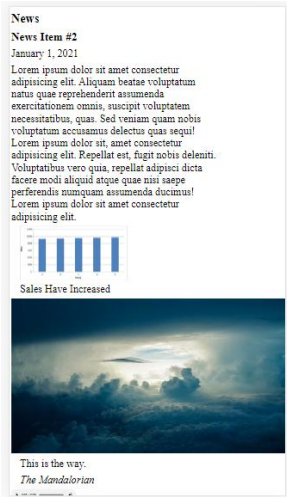 News
News Item #2
January 1, 2021
Lorem ipsum dolor sit amet consectetur
adipisicing elit. Aliquam beatae voluptatum
natus quae reprehenderit assumenda
exercitationem omnis, suscipit voluptatem
necessitatibus, quas. Sed veniam quam nobis
voluptatum accusamus delectus quas sequi!
Lorem ipsum dolor sit, amet consectetur
adipisicing elit. Repellat est, fugit nobis deleniti.
Voluptatibus vero quia, repellat adipisci dicta
facere modi aliquid atque quae nisi saepe
perferendis numquam assumenda ducimus!
Lorem ipsum dolor sit amet consectetur
adipisicing elit.
Sales Have Increased
This is the way.
The Mandalorian